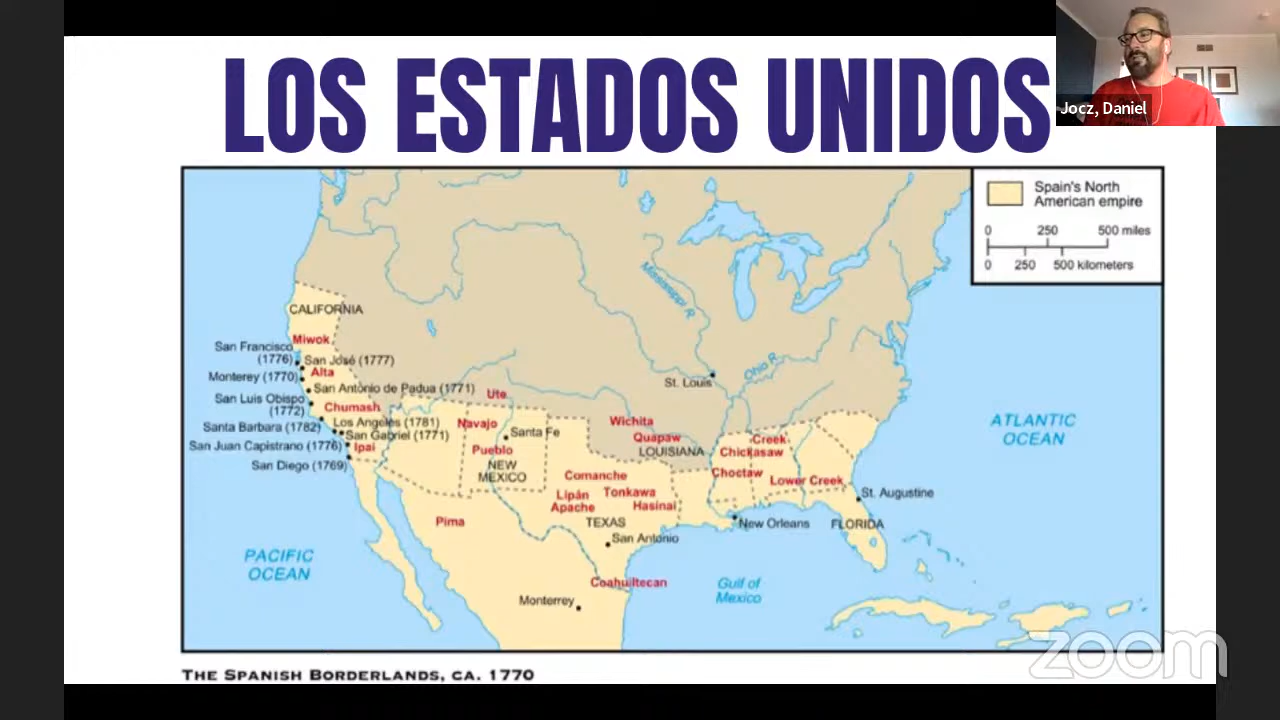 LOS ESTADOS UNIDOS
Jocz, Daniel
Spain's North
American empire
0 250 500 miles
0 250 500 kilometers
CALIFORNIA
Miwok
San Francisco
(1776)
San José (1777)
Alta
Monterey (1770)
San Antonio de Padua (1771)
San Luis Obispo
(1772)
Chumash
Santa Barbara (1782)
Los Angeles (1781)
San Gabriel (1771)
San Juan Capistrano (1776)
Ipai
San Diego (1769)
Mississippi R.
Ohio R.
St. Louis
Ute
Navajo
Santa Fe
Pueblo
NEW
MEXICO
Wichita
Quapaw
LOUISIANA
Creek
Chickasaw
Choctaw
Lower Creek
Comanche
Lipán
Apache
Tonkawa
Hasinai
TEXAS
San Antonio
Pima
Coahuiltecan
Monterrey
New Orleans
FLORIDA
St. Augustine
ATLANTIC
OCEAN
PACIFIC
OCEAN
Gulf of
Mexico
zoom
THE SPANISH BORDERLANDS, CA. 1770